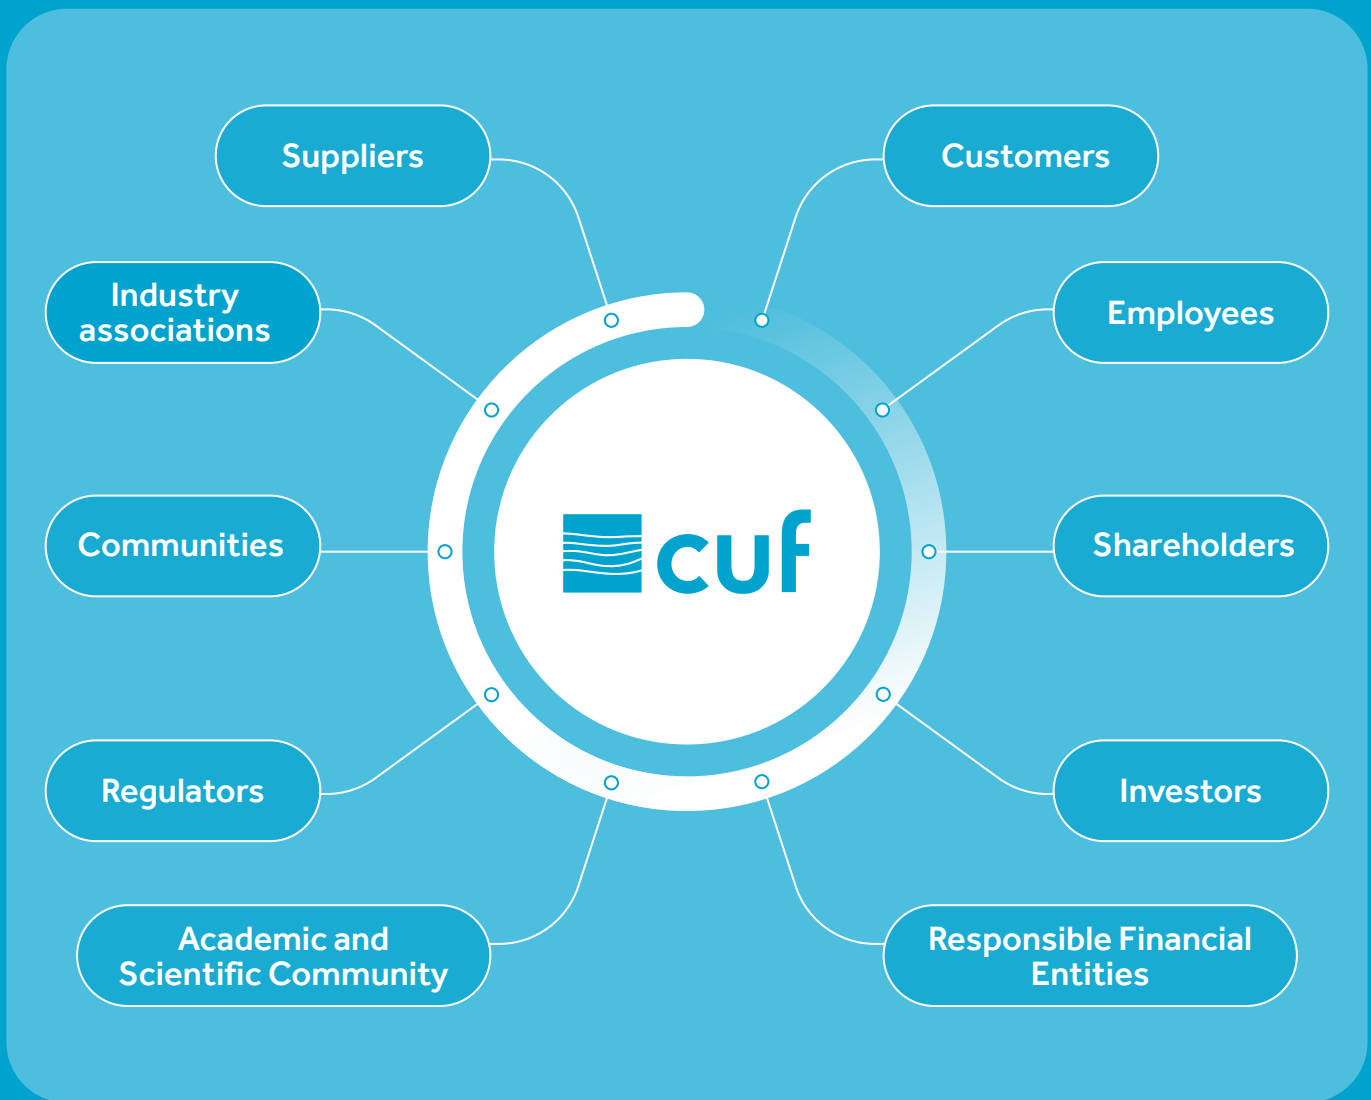 Suppliers
Customers
Industry
associations
Employees
cuf
Communities
Shareholders
Regulators
Investors
Academic and
Scientific Community
Responsible Financial
Entities